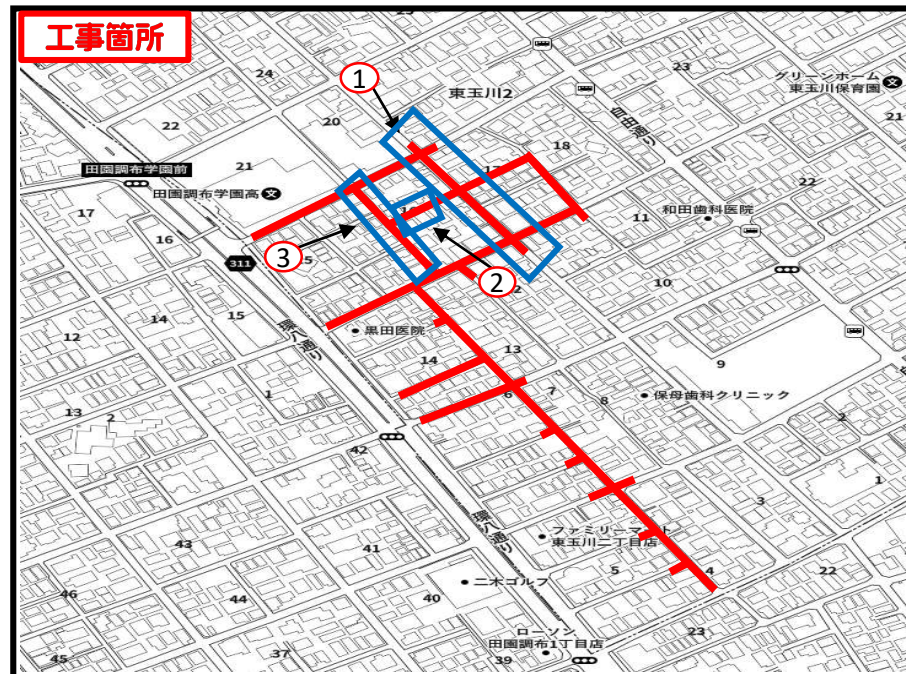 工事箇所
24
23
グリーンホーム
東玉川保育園
1
東玉川2
20
自由通り
21
22
18
17
21
田園調布学園前
田園調布学園高
22
17
和田歯科医院
11
16
3
2
311
10
15
14
環八通り
12
黒田医院
13
9
14
1
7
6
8
保母歯科クリニック
13
2
2
42
1
3
環八通り
43
41
ファミリーマート
東玉川二丁目店
5
4
22
二木ゴルフ
46
44
40
23
ローソン
田園調布1丁目店
37
39
45